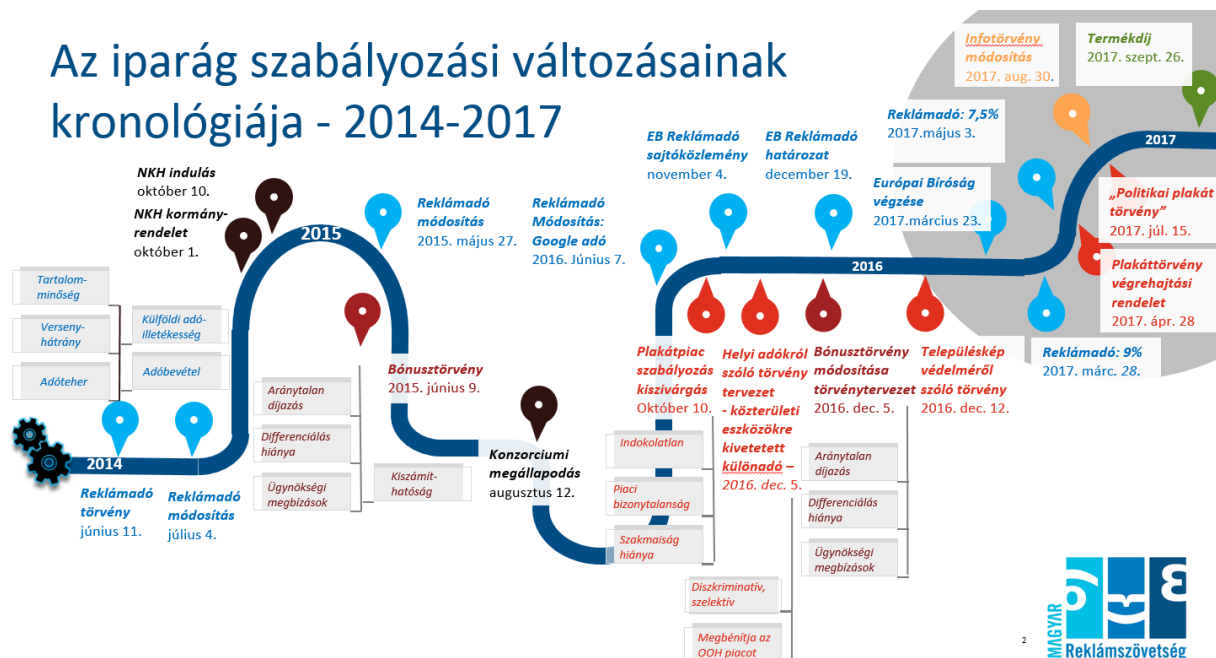 Az iparág szabályozási változásainak
kronológiája - 2014-2017
NKH indulás
október 10.
NKH kormány-
rendelet
október 1.
2015
Reklámadó
módosítás
2015. május 27.
Reklámadó
Módosítás:
Google adó
2016. Június 7.
EB Reklámadó
sajtóközlemény
november 4.
EB Reklámadó
határozat
december 19.
Reklámadó: 7,5%
2017.május 3.
Európai Bíróság
végzése
2017.március 23.
Infotörvény
módosítás
2017. aug. 30.
Termékdíj
2017. szept. 26.
2017
„Politikai plakát
törvény”
2017. júl. 15.
Plakáttörvény
végrehajtási
rendelet
2017. ápr. 28
Reklámadó: 9%
2017. márc. 28.
2016
Tartalom-
minőség
Verseny-
hátrány
Adóteher
Külföldi adó-
illetékesség
Adóbevétel
2014
Reklámadó
törvény
június 11.
Reklámadó
módosítás
július 4.
Bónusztörvény
2015. június 9.
Aránytalan
díjazás
Differenciálás
hiánya
Ügynökségi
megbízások
Kiszámít-
hatóság
Konzorciumi
megállapodás
augusztus 12.
Plakátpiac
szabályozás
kiszivárgás
Október 10.
Indokolatlan
Piaci
bizonytalanság
Szakmaiság
hiánya
Helyi adókról
szóló törvény
tervezet
- közterületi
eszközökre
kivetetett
különadó –
2016. dec. 5.
Diszkriminatív,
szelektív
Megbénítja az
OOH piacot
Bónusztörvény
módosítása
törvénytervezet
2016. dec. 5.
Aránytalan
díjazás
Differenciálás
hiánya
Ügynökségi
megbízások
Településkép
védelméről
szóló törvény
2016. dec. 12.
2
MAGYAR
Reklámszövetség